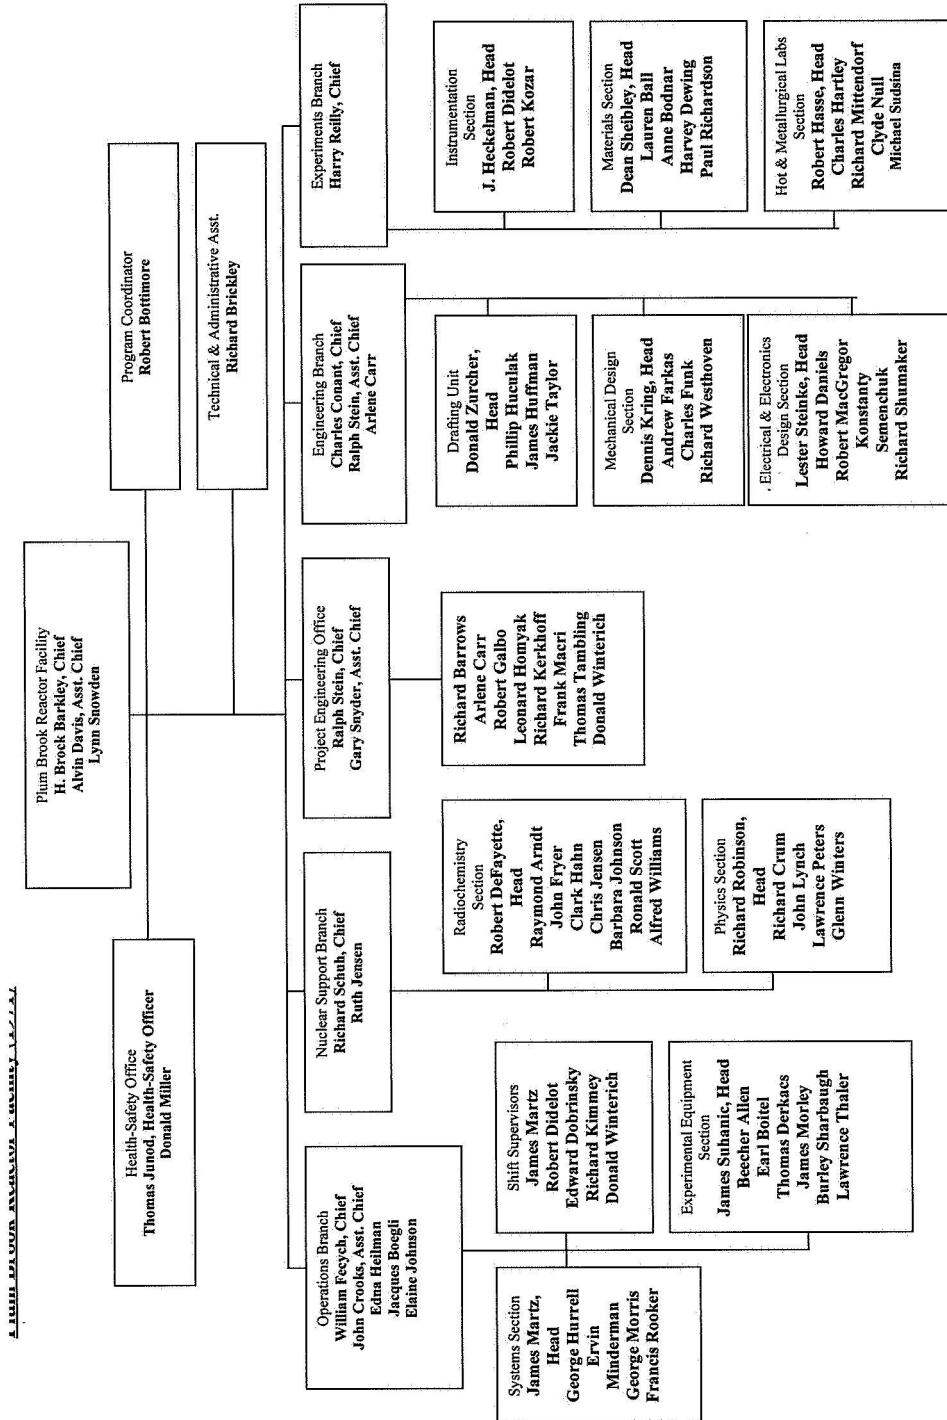 Plum Brook Reactor Facility
H. Brock Barkley, Chief
Alvin Davis, Asst. Chief
Lynn Snowden
Health-Safety Office
Thomas Junod, Health-Safety Officer
Donald Miller
Program Coordinator
Robert Bottimore
Technical & Administrative Asst.
Richard Brickley
Operations Branch
William Fecych, Chief
John Crooks, Asst. Chief
Edna Heilman
Jacques Boegli
Elaine Johnson
Nuclear Support Branch
Richard Schuh, Chief
Ruth Jensen
Project Engineering Office
Ralph Stein, Chief
Gary Snyder, Asst. Chief
Engineering Branch
Charles Conant, Chief
Ralph Stein, Asst. Chief
Arlene Carr
Experiments Branch
Harry Reilly, Chief
Systems Section
James Martz,
Head
George Hurrell
Ervin
Minderman
George Morris
Francis Rooker
Shift Supervisors
James Martz
Robert Didelot
Edward Dobrinsky
Richard Kimmey
Donald Winterich
Experimental Equipment
Section
James Suhanic, Head
Beecher Allen
Earl Boitel
Thomas Derkacs
James Morley
Burley Sharbaugh
Lawrence Thaler
Radiochemistry
Section
Robert DeFayette,
Head
Raymond Arndt
John Fryer
Clark Hahn
Chris Jensen
Barbara Johnson
Ronald Scott
Alfred Williams
Physics Section
Richard Robinson,
Head
Richard Crum
John Lynch
Lawrence Peters
Glenn Winters
Richard Barrows
Arlene Carr
Robert Galbo
Leonard Homyak
Richard Kerkhoff
Frank Macri
Thomas Tambling
Donald Winterich
Drafting Unit
Donald Zurcher,
Head
Phillip Huculak
James Huffman
Jackie Taylor
Mechanical Design
Section
Dennis Kring, Head
Andrew Farkas
Charles Funk
Richard Westhoven
Electrical & Electronics
Design Section
Lester Steinke, Head
Howard Daniels
Robert MacGregor
Konstanty
Semenchuk
Richard Shumaker
Instrumentation
Section
J. Heckelman, Head
Robert Didelot
Robert Kozar
Materials Section
Dean Sheibley, Head
Lauren Ball
Anne Bodnar
Harvey Dewing
Paul Richardson
Hot & Metallurgical Labs
Section
Robert Hasse, Head
Charles Hartley
Richard Mittendorf
Clyde Null
Michael Sudsina